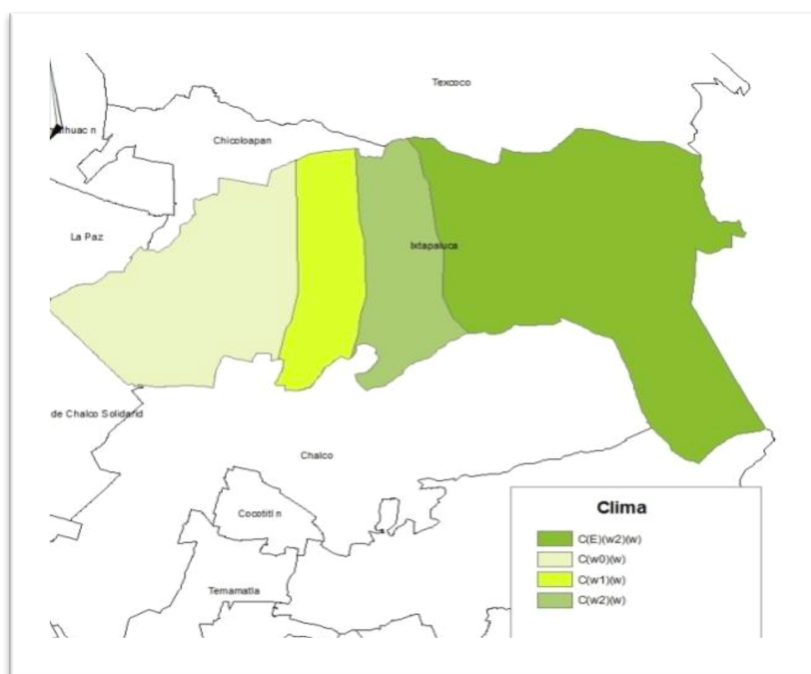 Texcoco
Chicoloapan
La Paz
Ixtapaluca
de Chalco Solidarid
Chalco
Cocotitl n
Temamatla
Clima
C(E)(w2)(w)
C(w0)(w)
C(w1)(w)
C(w2)(w)